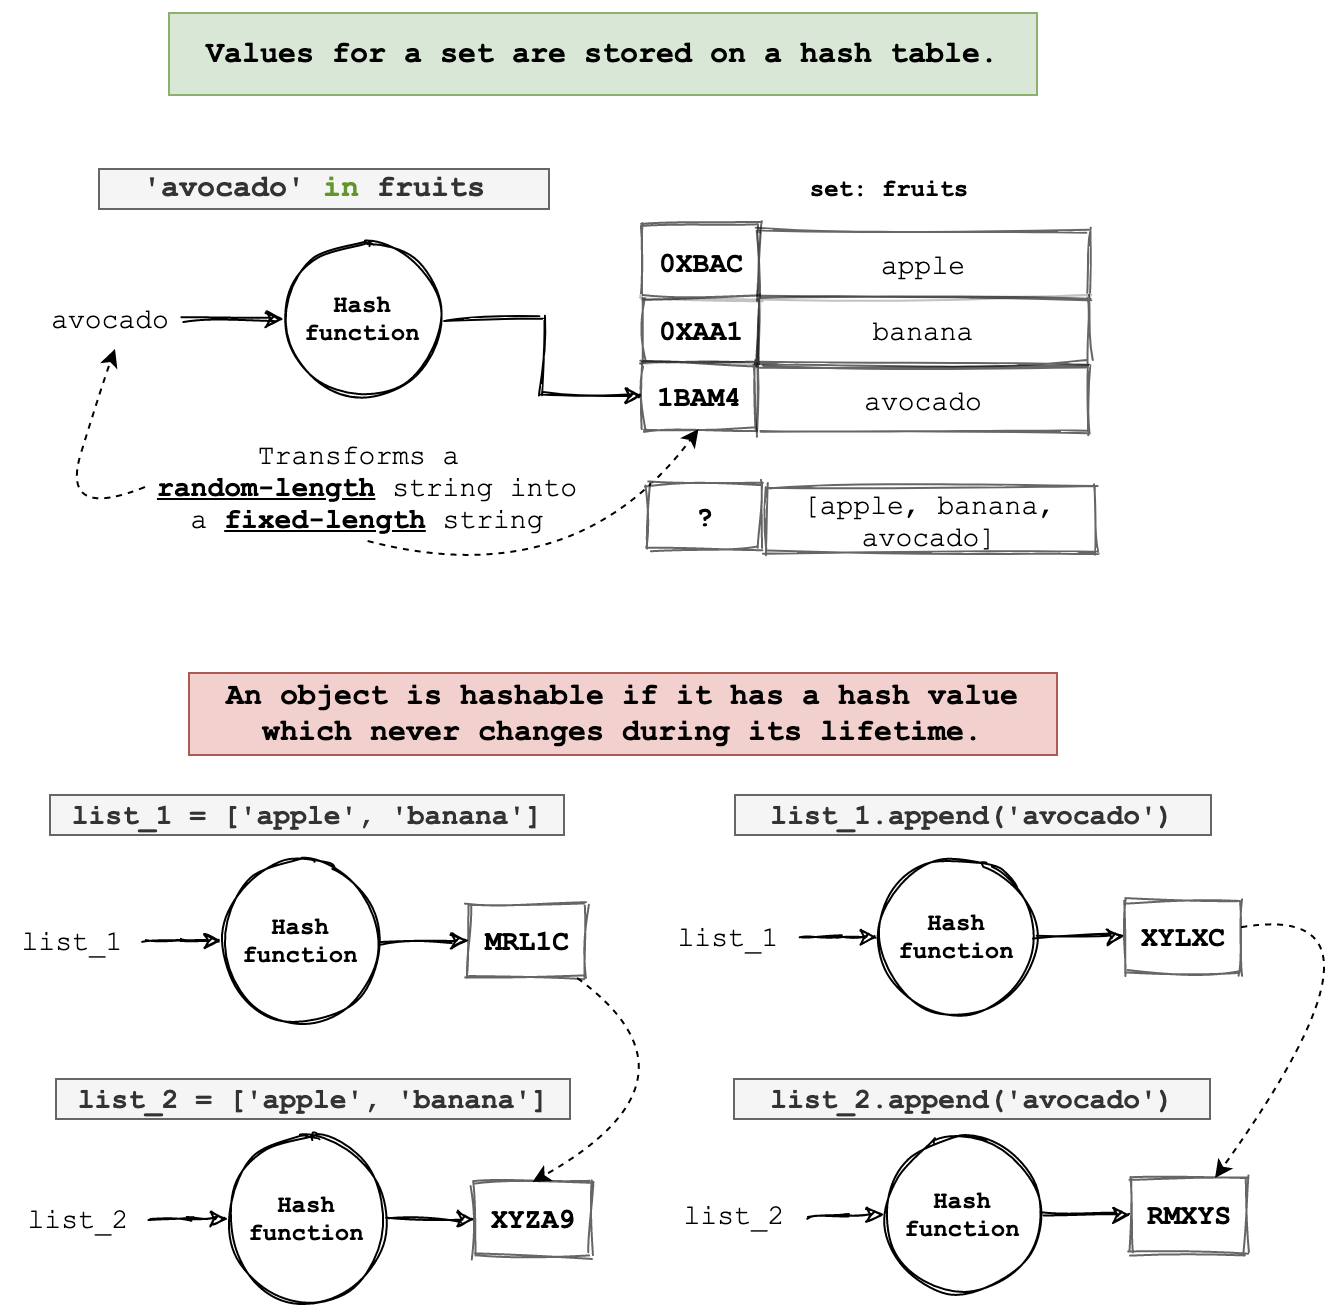 Values for a set are stored on a hash table.
'avocado' in fruits
set: fruits
avocado
Hash
function
0XBAC
apple
0XAA1
banana
1BAM4
avocado
Transforms a
random-length string into
a fixed-length string
?
[apple, banana,
avocado]
An object is hashable if it has a hash value
which never changes during its lifetime.
list_1 = ['apple', 'banana']
list_1
Hash
function
MRL1C
list_1.append('avocado')
list_1
Hash
function
XYLXC
list_2 = ['apple', 'banana']
list_2
Hash
function
XYZA9
list_2.append('avocado')
list_2
Hash
function
RMXYS